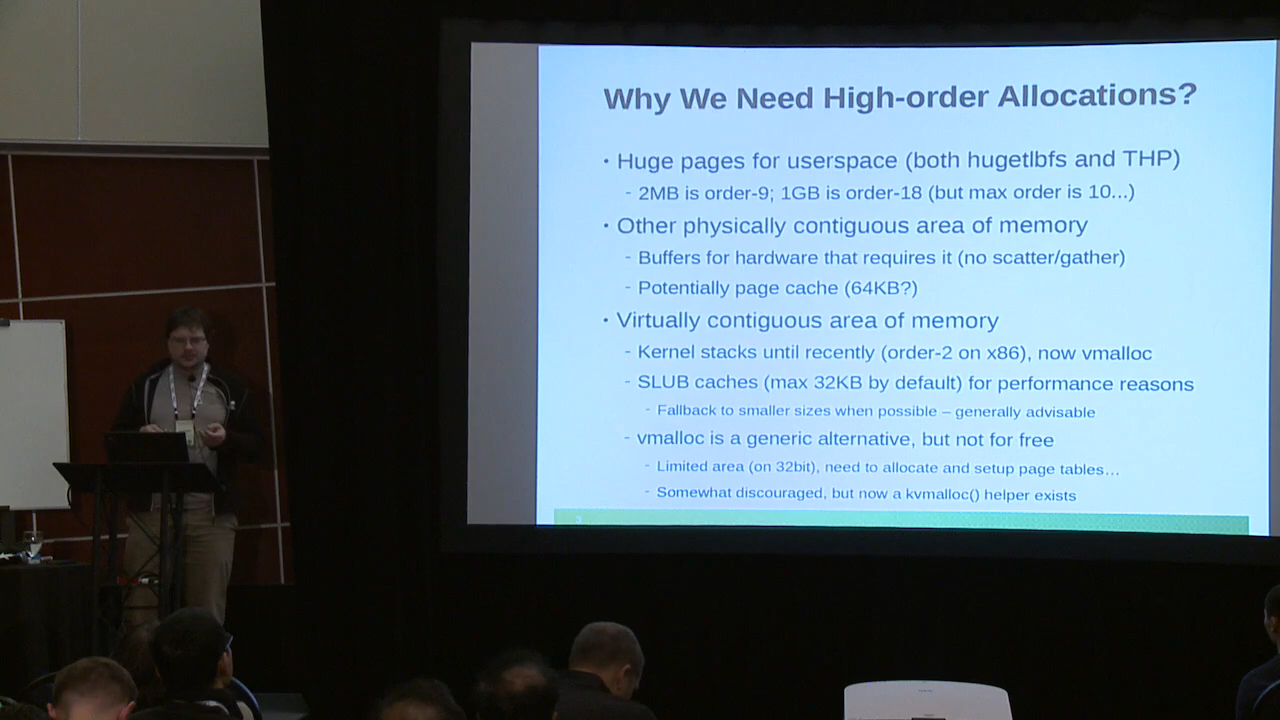 Why We Need High-order Allocations?
· Huge pages for userspace (both hugetlbfs and THP)
- 2MB is order-9; 1GB is order-18 (but max order is 10...)
· Other physically contiguous area of memory
- Buffers for hardware that requires it (no scatter/gather)
- Potentially page cache (64KB?)
· Virtually contiguous area of memory
- Kernel stacks until recently (order-2 on x86), now vmalloc
- SLUB caches (max 32KB by default) for performance reasons
- Fallback to smaller sizes when possible – generally advisable
- vmalloc is a generic alternative, but not for free
- Limited area (on 32bit), need to allocate and setup page tables…
- Somewhat discouraged, but now a kvmalloc() helper exists